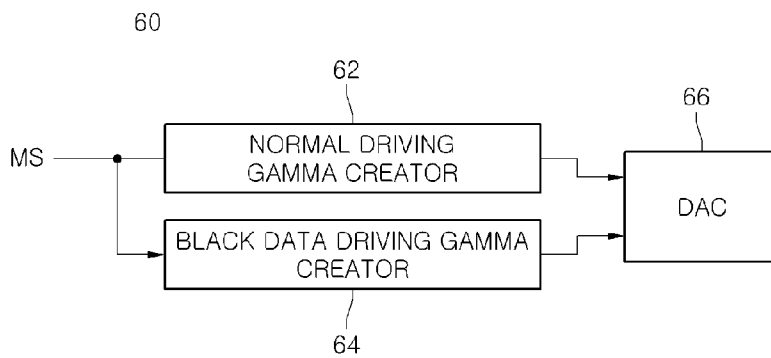 60
62
66
MS
NORMAL DRIVING
GAMMA CREATOR
DAC
BLACK DATA DRIVING GAMMA
CREATOR
64